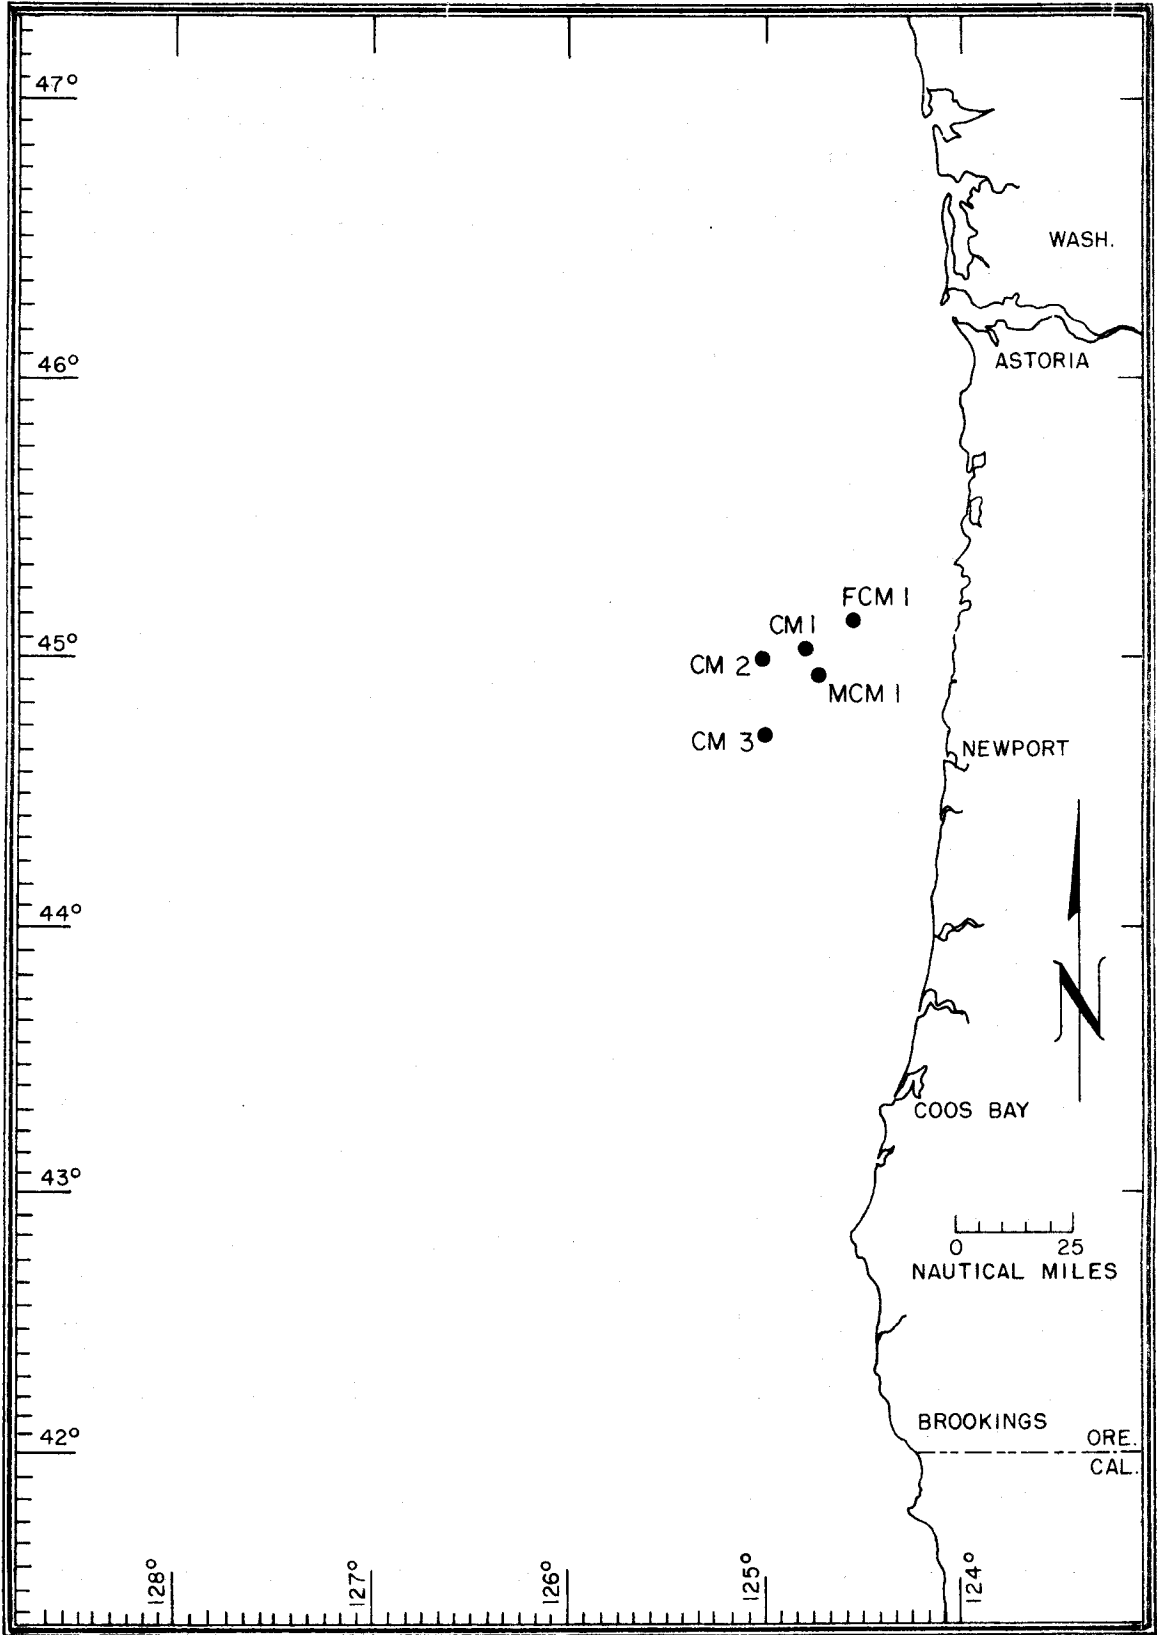 47°
WASH.
46°
ASTORIA
FCM 1
CM 1
45°
CM 2
MCM 1
CM 3
NEWPORT
44°
N
COOS BAY
43°
0 25
NAUTICAL MILES
BROOKINGS
42°
ORE.
CAL.
128° 127° 126° 125° 124°